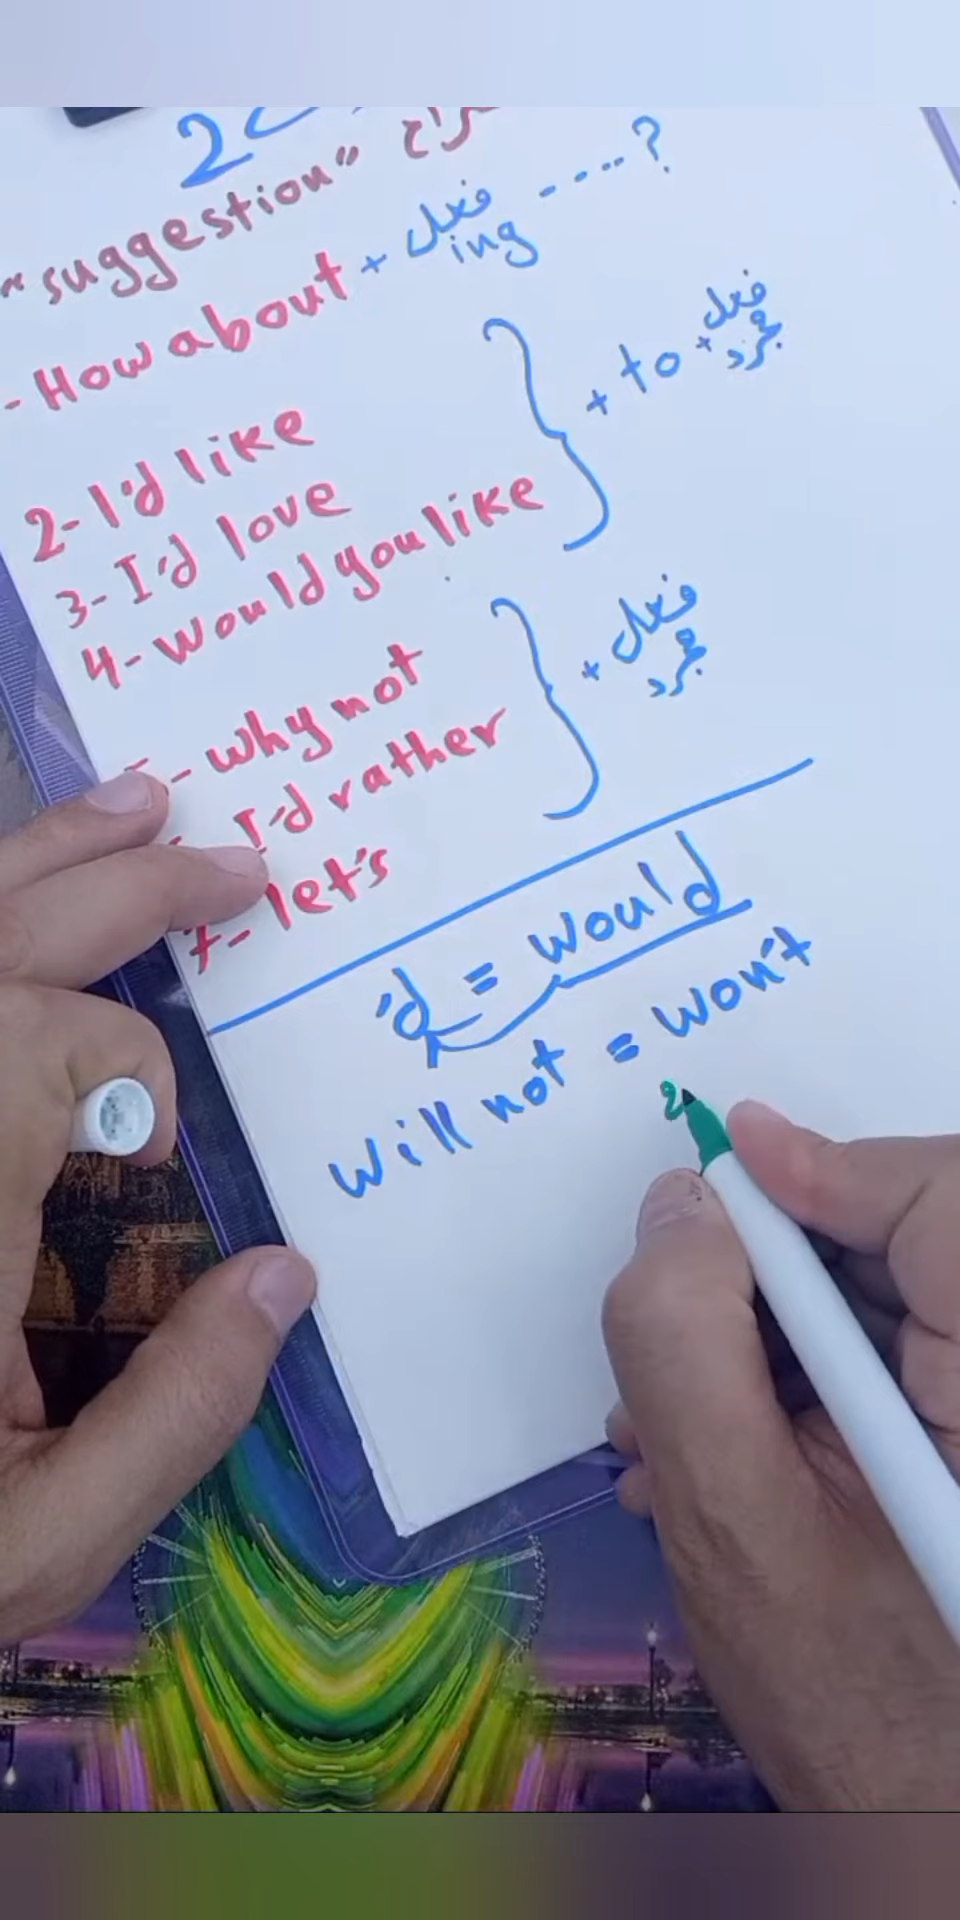 2
"suggestion"
- How about + فعل ing ....?
2- I'd like
3- I'd love
4- Would you like
+ to + فعل مجرد
- why not
I'd rather
7- let's
+ فعل مجرد
'd = would
will not = won't